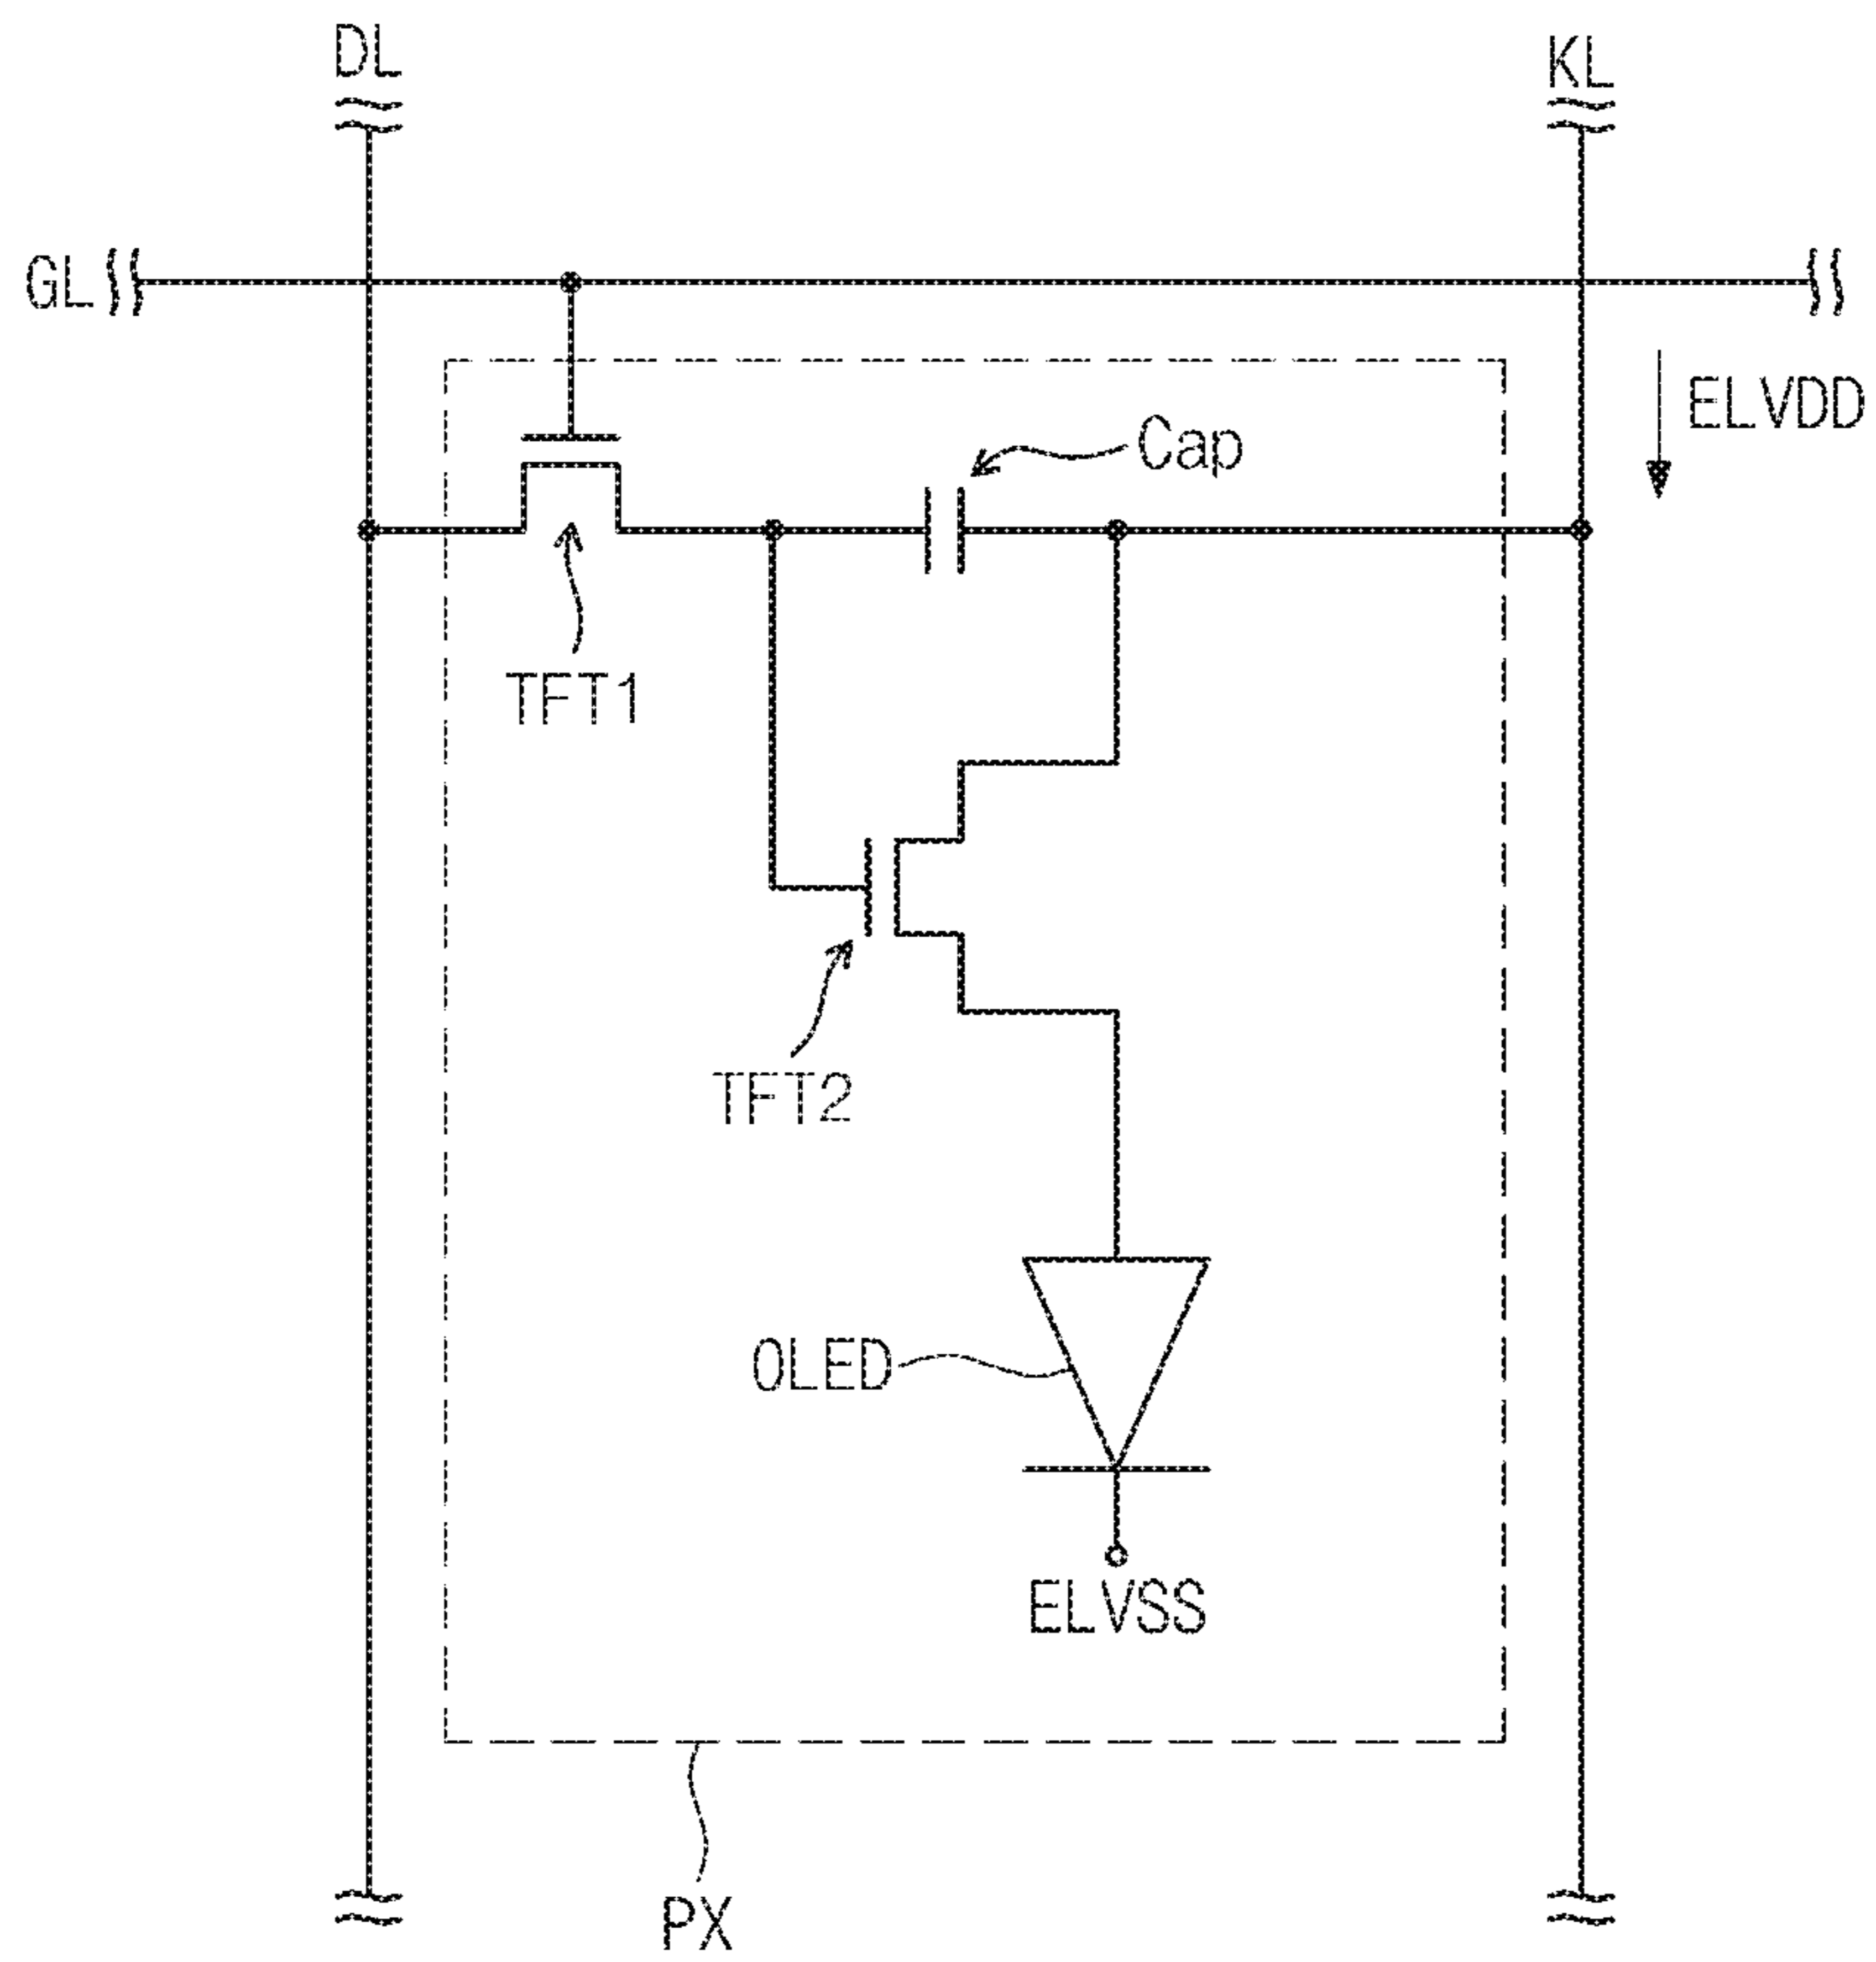 DL
KL
GL
ELVDD
Cap
TFT1
TFT2
OLED
ELVSS
PX